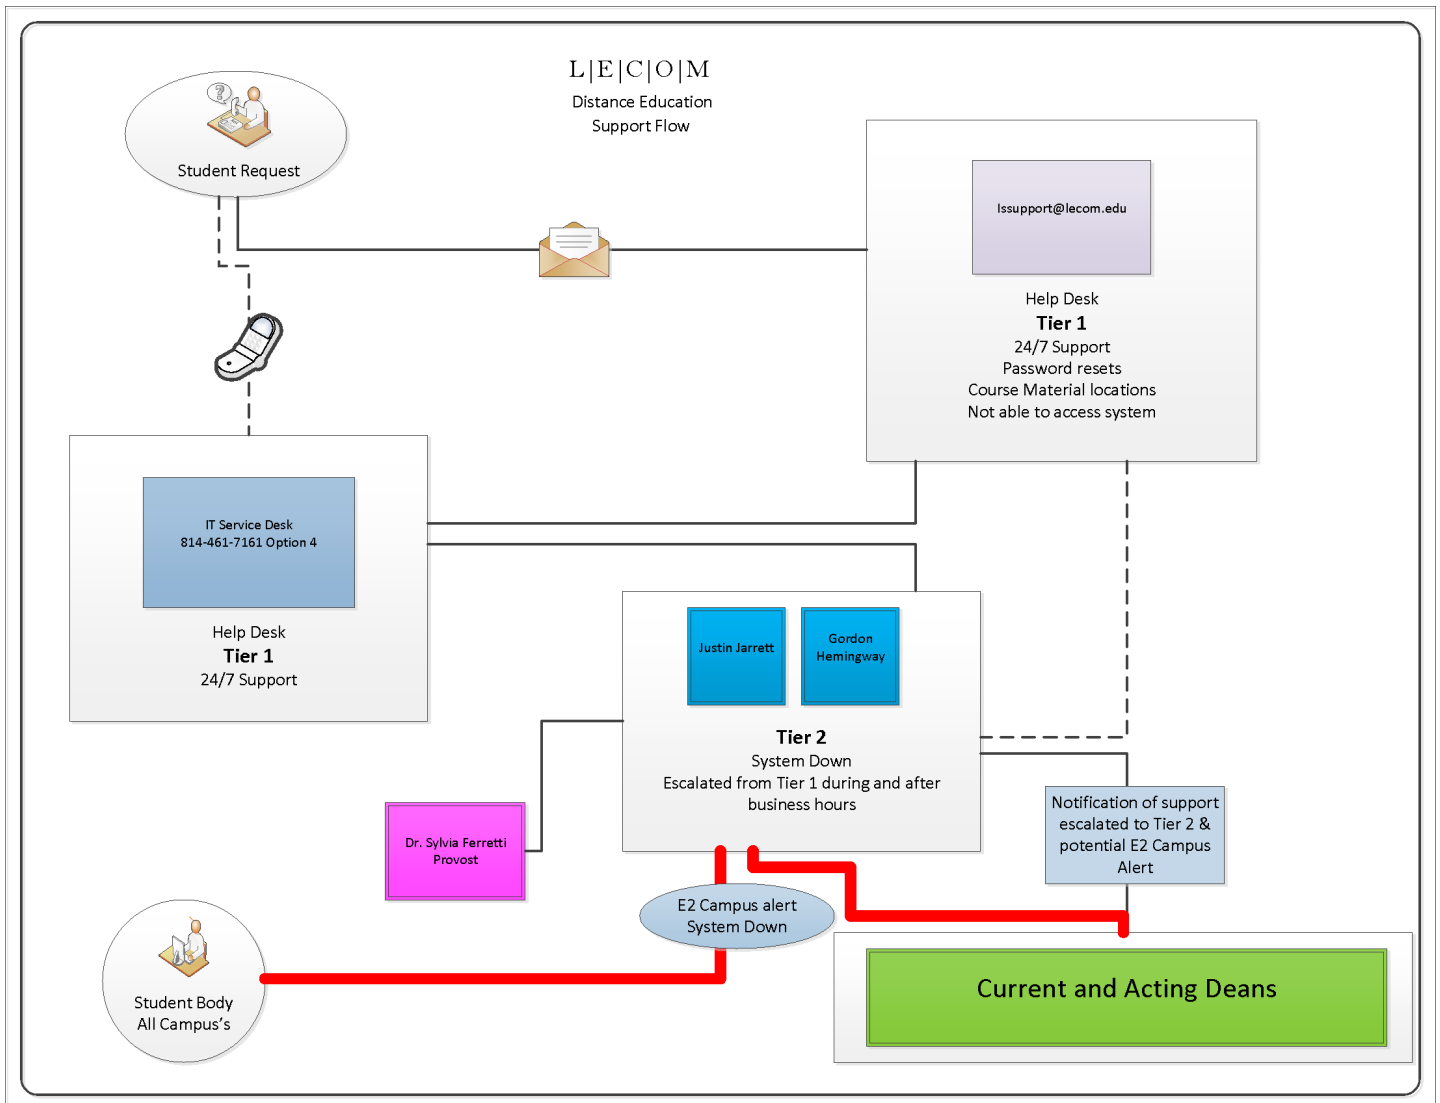 L|E|C|O|M
Distance Education
Support Flow
Student Request
Issupport@lecom.edu
Help Desk
Tier 1
24/7 Support
Password resets
Course Material locations
Not able to access system
IT Service Desk
814-461-7161 Option 4
Help Desk
Tier 1
24/7 Support
Justin Jarrett
Gordon
Hemingway
Tier 2
System Down
Escalated from Tier 1 during and after
business hours
Notification of support
escalated to Tier 2 &
potential E2 Campus
Alert
Dr. Sylvia Ferretti
Provost
E2 Campus alert
System Down
Student Body
All Campus's
Current and Acting Deans